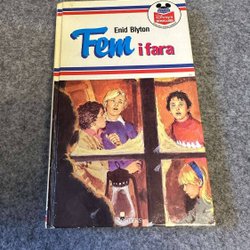 Enid Blyton
Fem i fara